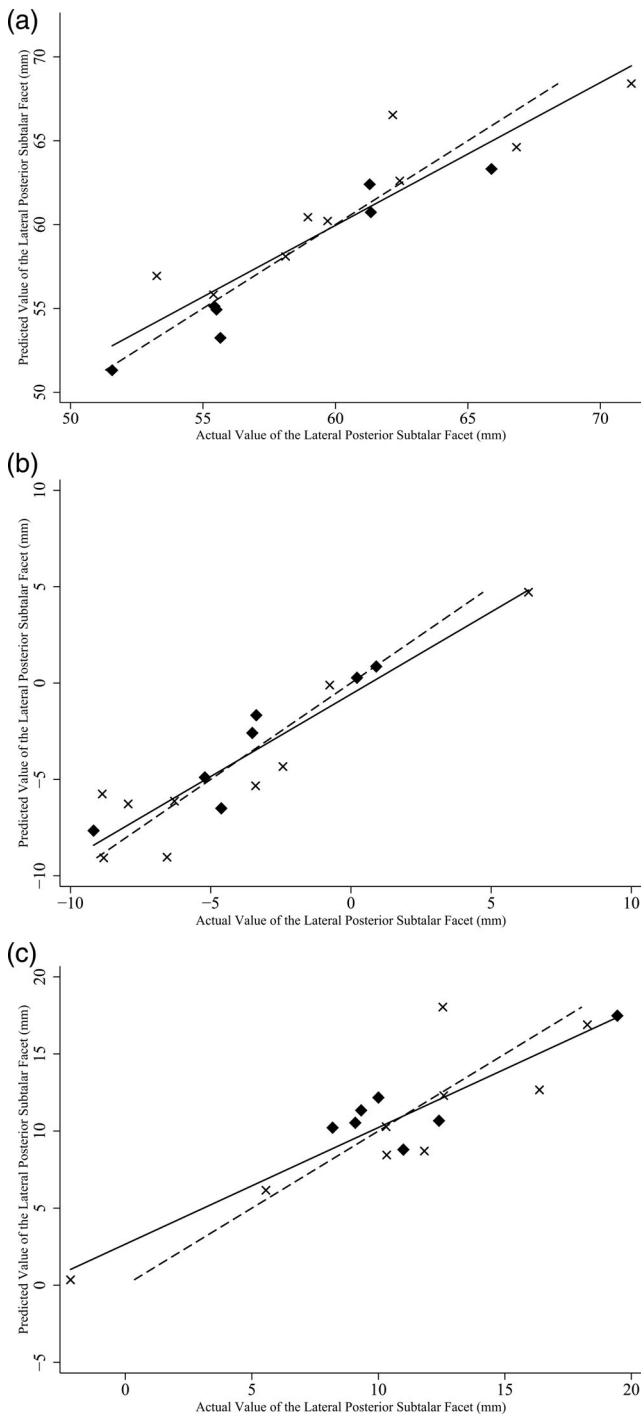 (a)
Predicted Value of the Lateral Posterior Subtalar Facet (mm)
70
65
60
55
50
50 55 60 65 70
Actual Value of the Lateral Posterior Subtalar Facet (mm)
(b)
Predicted Value of the Lateral Posterior Subtalar Facet (mm)
10
5
0
−5
−10
−10 −5 0 5 10
Actual Value of the Lateral Posterior Subtalar Facet (mm)
(c)
Predicted Value of the Lateral Posterior Subtalar Facet (mm)
20
15
10
5
0
−5
0 5 10 15 20
Actual Value of the Lateral Posterior Subtalar Facet (mm)